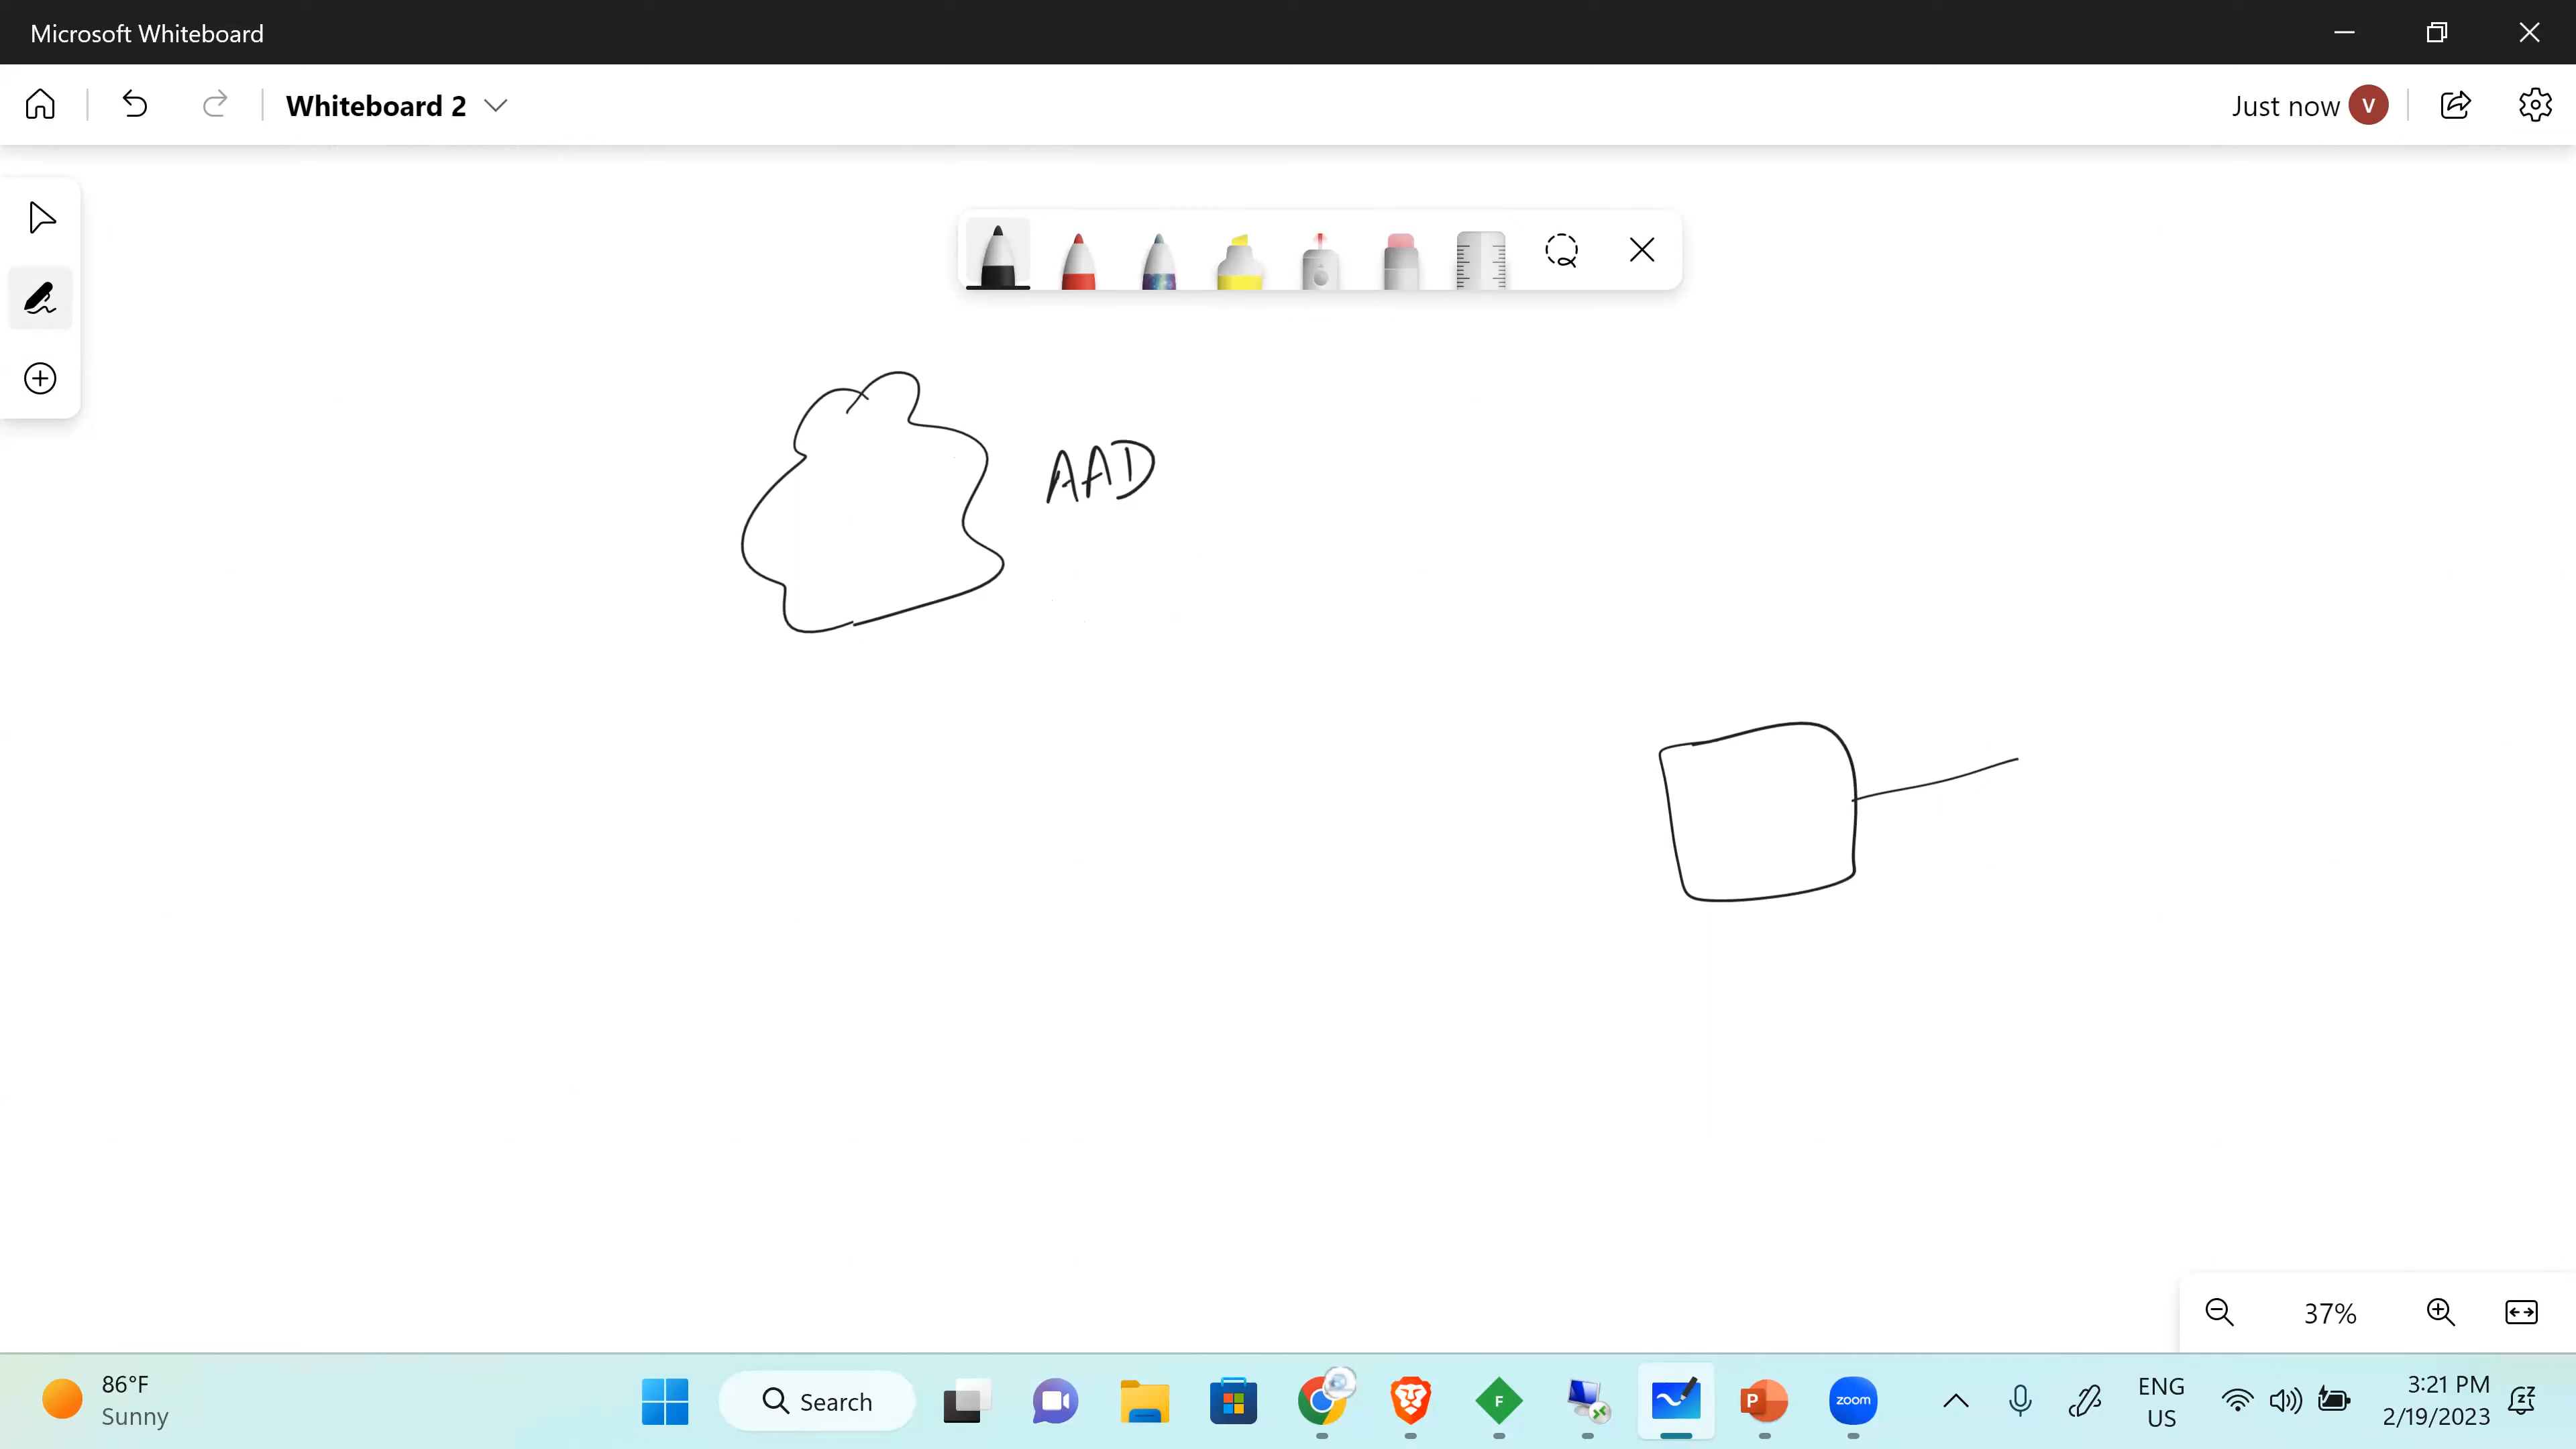 Microsoft Whiteboard
Whiteboard 2
Just now V
AAD
37%
86°F
Sunny
Search
F
P
zoom
ENG
US
3:21 PM
2/19/2023